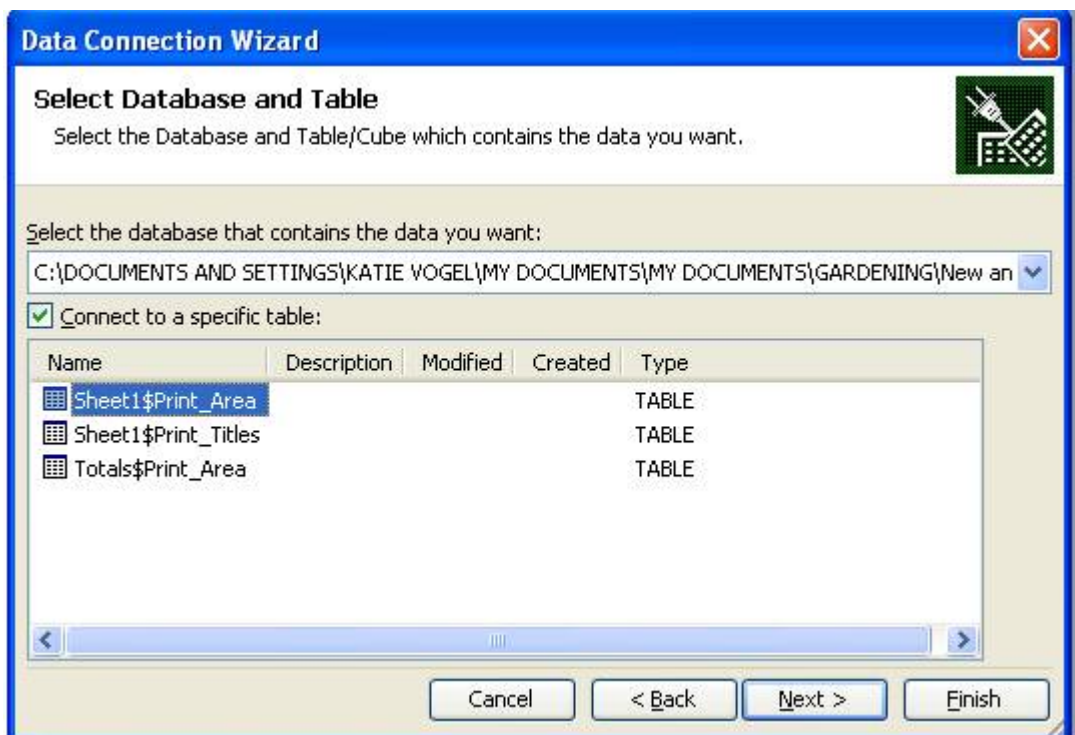 Data Connection Wizard
Select Database and Table
Select the Database and Table/Cube which contains the data you want.
Select the database that contains the data you want:
C:\DOCUMENTS AND SETTINGS\KATIE VOGEL\MY DOCUMENTS\MY DOCUMENTS\GARDENING\New an
Connect to a specific table:
Name Description Modified Created Type
Sheet1$Print_Area TABLE
Sheet1$Print_Titles TABLE
Totals$Print_Area TABLE
Cancel < Back Next > Finish